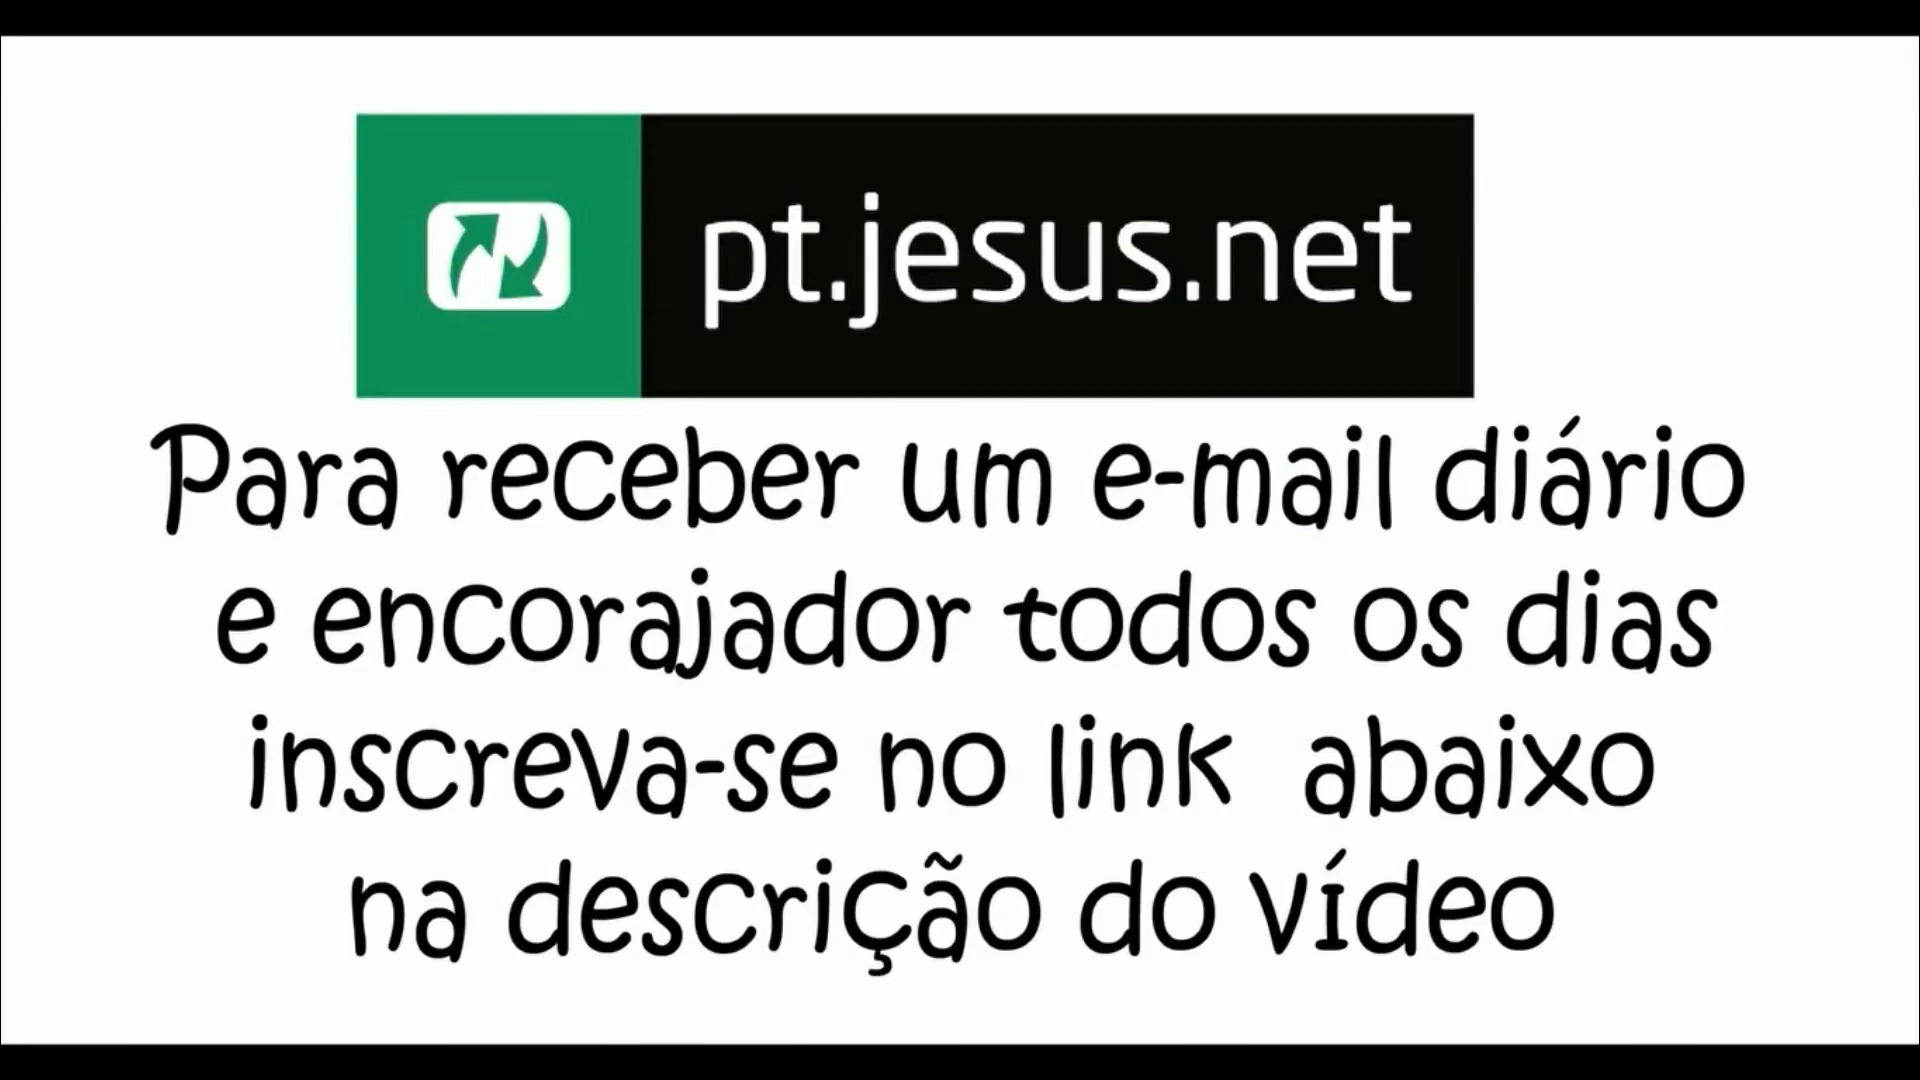 pt.jesus.net
Para receber um e-mail diário
e encorajador todos os dias
inscreva-se no link abaixo
na descrição do vídeo